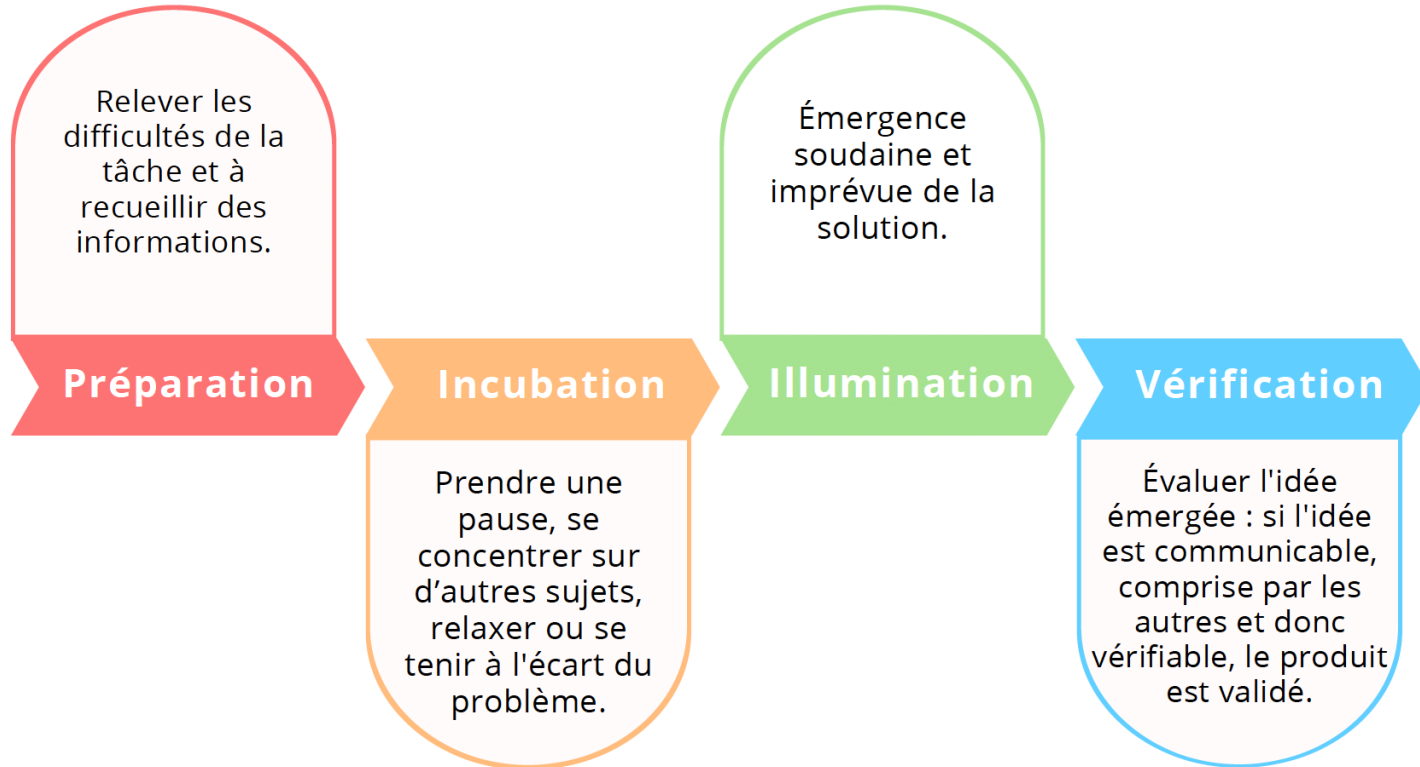 Relever les
difficultés de la
tâche et à
recueillir des
informations.
Préparation
Incubation
Prendre une
pause, se
concentrer sur
d’autres sujets,
relaxer ou se
tenir à l'écart du
problème.
Émergence
soudaine et
imprévue de la
solution.
Illumination
Vérification
Évaluer l'idée
émergée : si l'idée
est communicable,
comprise par les
autres et donc
vérifiable, le produit
est validé.